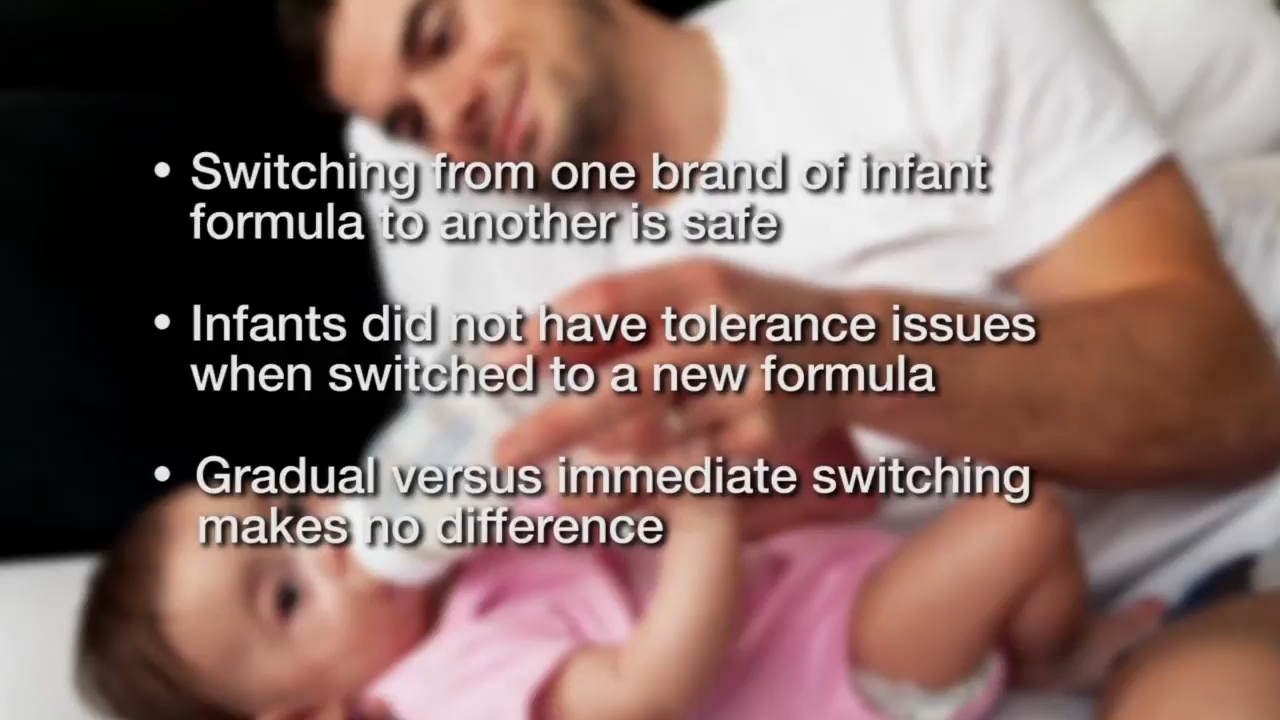 • Switching from one brand of infant
formula to another is safe
• Infants did not have tolerance issues
when switched to a new formula
• Gradual versus immediate switching
makes no difference